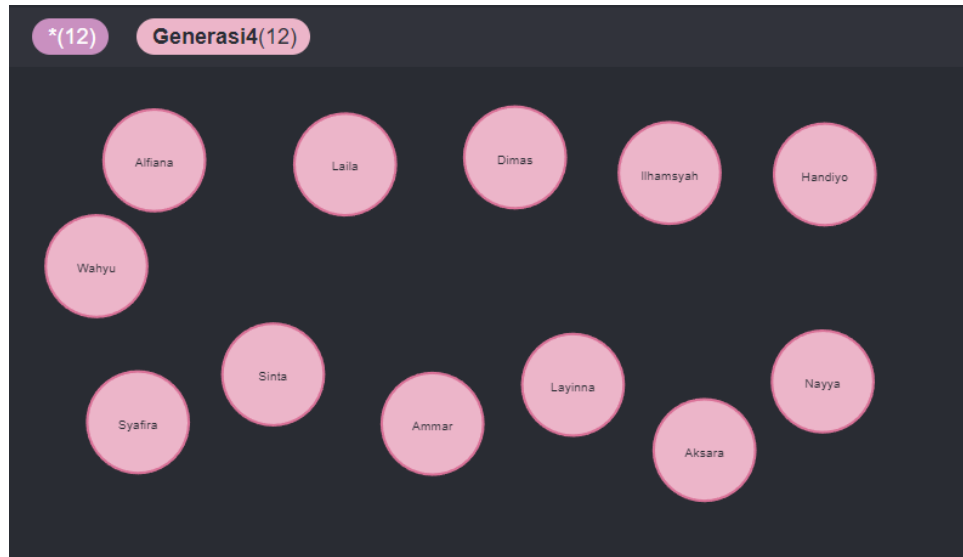 *(12) Generasi4(12)
Alfiana
Laila
Dimas
Ilhamsyah
Handiyo
Wahyu
Sinta
Syafira
Ammar
Layinna
Nayya
Aksara